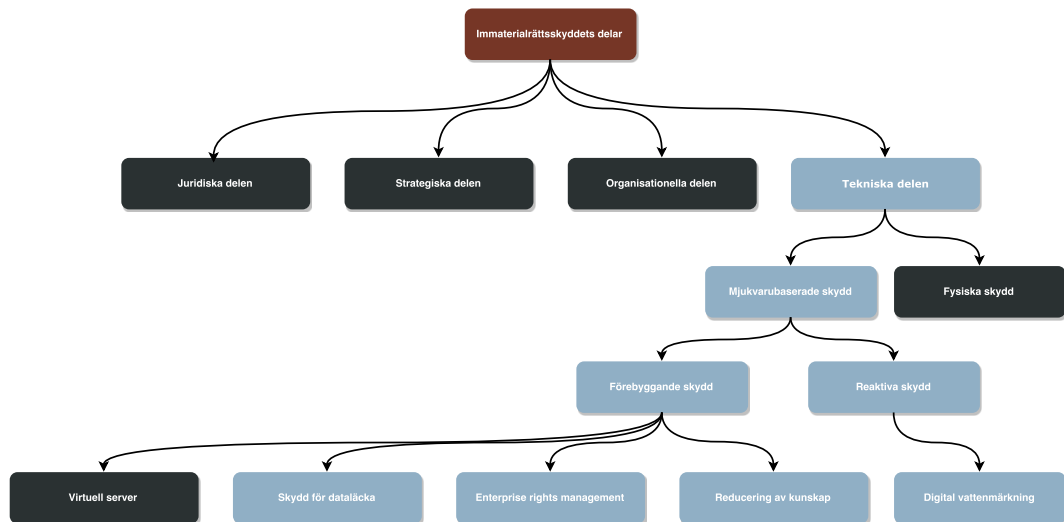 Immaterialrättsskyddets delar
Juridiska delen
Strategiska delen
Organisationella delen
Tekniska delen
Mjukvarubaserade skydd
Fysiska skydd
Förebyggande skydd
Reaktiva skydd
Virtuell server
Skydd för dataläcka
Enterprise rights management
Reducering av kunskap
Digital vattenmärkning